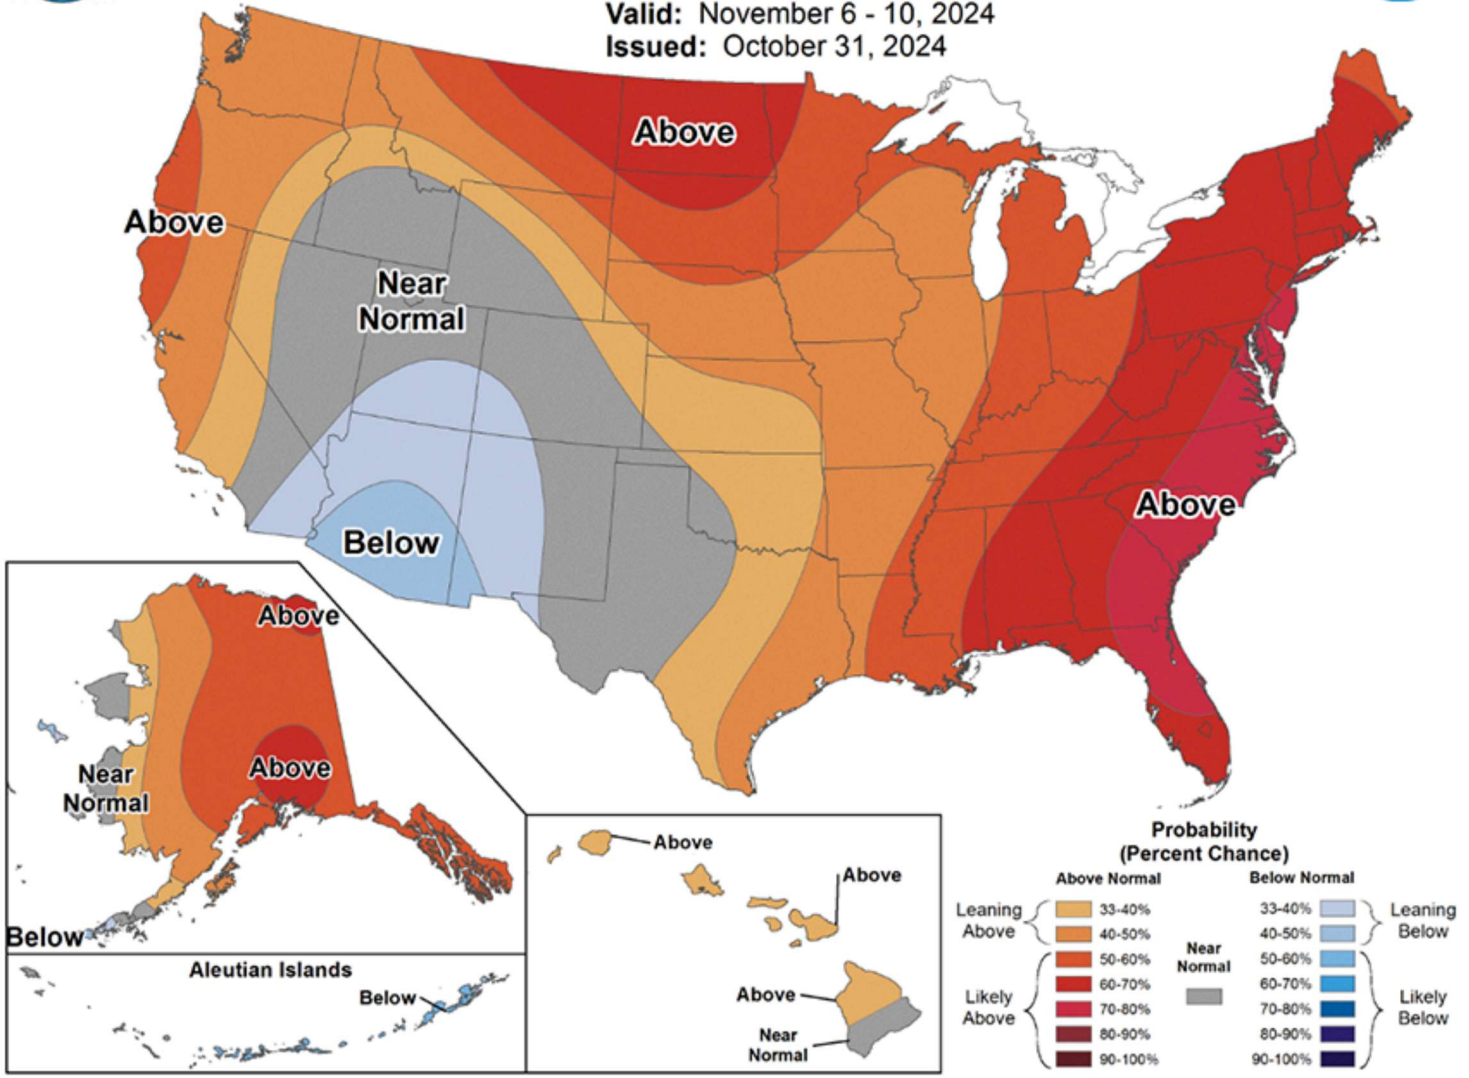 Valid: November 6 - 10, 2024
Issued: October 31, 2024
Above
Above
Near
Normal
Above
Below
Above
Above
Near
Normal
Below
Aleutian Islands
Below
Above
Above
Above
Near
Normal
Probability
(Percent Chance)
Above Normal
Below Normal
Leaning
Above
33-40%
40-50%
Likely
Above
50-60%
60-70%
70-80%
80-90%
90-100%
Near
Normal
33-40%
40-50%
Leaning
Below
50-60%
60-70%
70-80%
80-90%
90-100%
Likely
Below